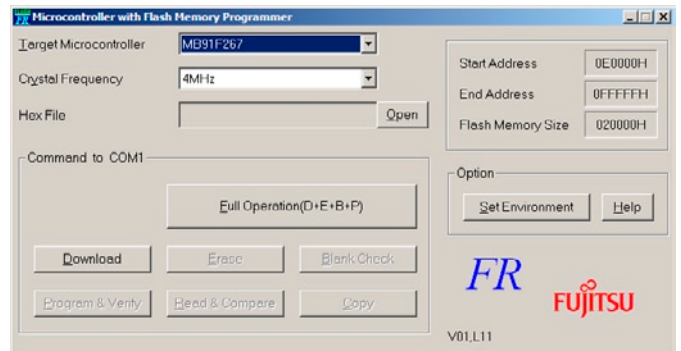 Microcontroller with Flash Memory Programmer
Target Microcontroller
MB91F267
Crystal Frequency
4MHz
Hex File
Open
Start Address
0E0000H
End Address
0FFFFFH
Flash Memory Size
020000H
Command to COM1
Full Operation(D+E+B+P)
Download
Erase
Blank Check
Program & Verify
Read & Compare
Copy
Option
Set Environment
Help
FR
FUJITSU
V01,L11